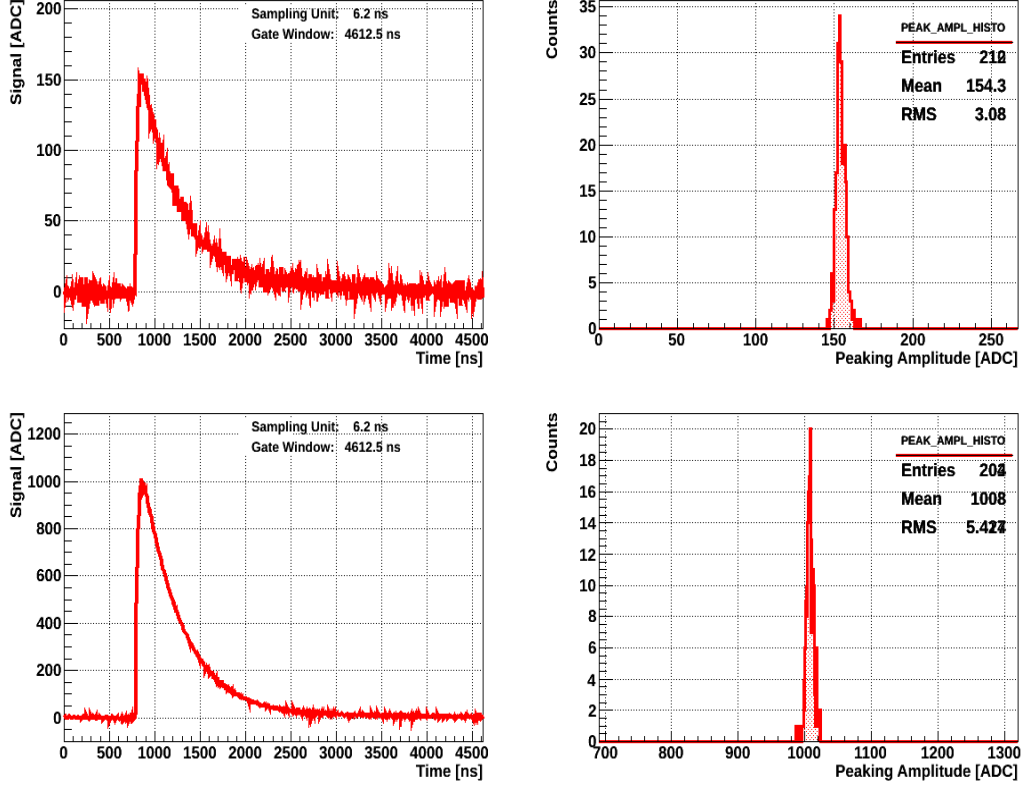 Signal [ADC]
200
150
100
50
0
Sampling Unit: 6.2 ns
Gate Window: 4612.5 ns
0 500 1000 1500 2000 2500 3000 3500 4000 4500
Time [ns]
Counts
35
30
25
20
15
10
5
0
PEAK_AMPL_HISTO
Entries
Mean 154.3
RMS 3.08
0 50 100 150 200 250
Peaking Amplitude [ADC]
Signal [ADC]
1200
1000
800
600
400
200
0
Sampling Unit: 6.2 ns
Gate Window: 4612.5 ns
0 500 1000 1500 2000 2500 3000 3500 4000 4500
Time [ns]
Counts
20
18
16
14
12
10
8
6
4
2
0
PEAK_AMPL_HISTO
Entries
Mean 1008
RMS
700 800 900 1000 1100 1200 1300
Peaking Amplitude [ADC]